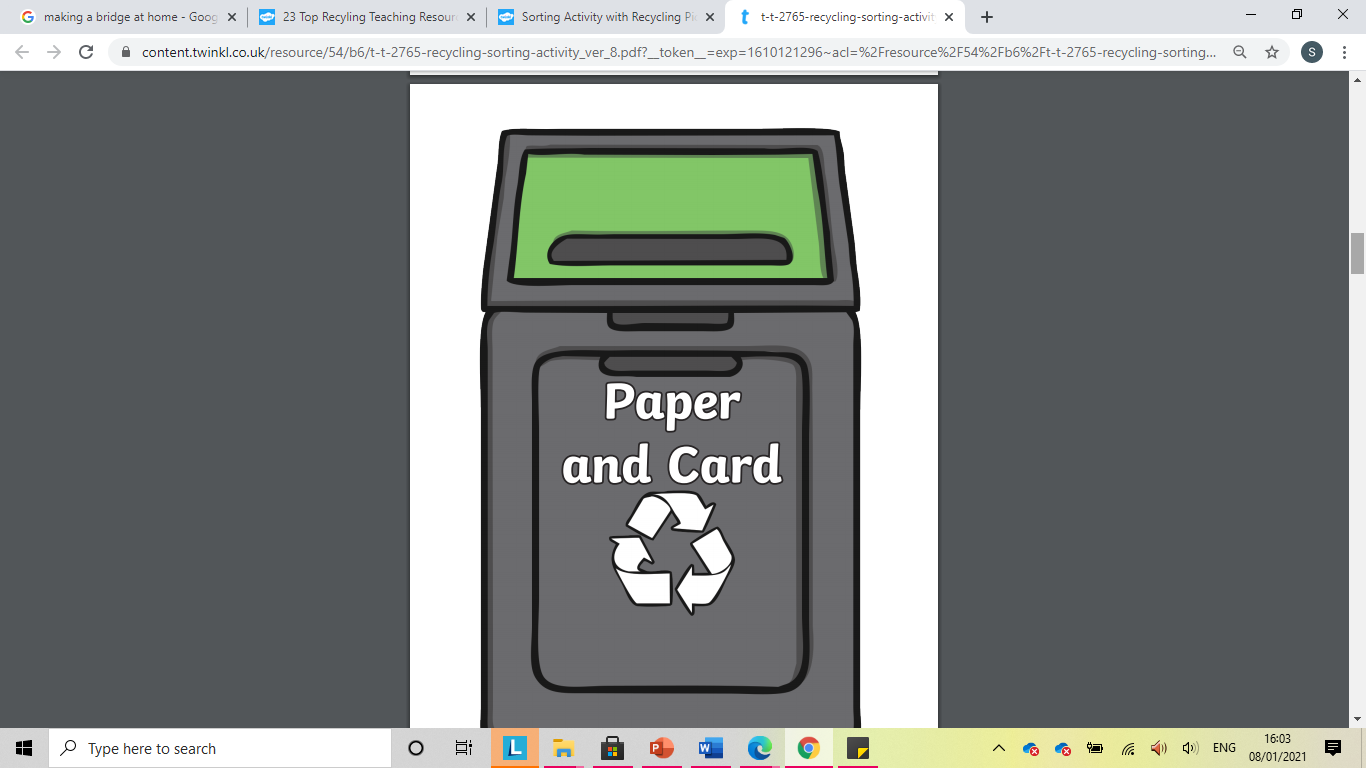 making a bridge at home - Goog
23 Top Recyling Teaching Resour
Sorting Activity with Recycling Pi
t-t-2765-recycling-sorting-activit
content.twinkl.co.uk/resource/54/b6/t-t-2765-recycling-sorting-activity_ver_8.pdf?__token__=exp=1610121296~acl=%2Fresource%2F54%2Fb6%2Ft-t-2765-recycling-sorting...
S
Paper
and Card
Type here to search
L
P
W
ENG
16:03
08/01/2021